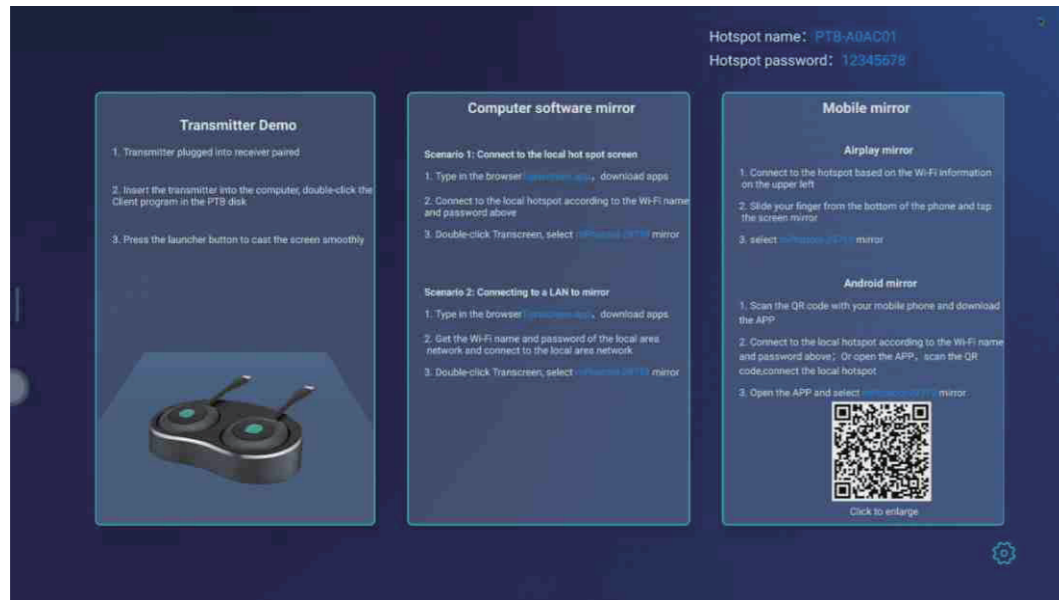 Hotspot name： PTB-A0AC01
Hotspot password： 12345678
Transmitter Demo
1. Transmitter plugged into receiver paired
2. Insert the transmitter into the computer, double-click the
Client program in the PTB disk
3. Press the launcher button to cast the screen smoothly
Computer software mirror
Scenario 1: Connect to the local hot spot screen
1. Type in the browser ，download apps
2. Connect to the local hotspot according to the Wi-Fi name
and password above
3. Double-click Transcreen, select mirror
Scenario 2: Connecting to a LAN to mirror
1. Type in the browser ，download apps
2. Get the Wi-Fi name and password of the local area
network and connect to the local area network
3. Double-click Transcreen, select mirror
Mobile mirror
Airplay mirror
1. Connect to the hotspot based on the Wi-Fi information
on the upper left
2. Slide your finger from the bottom of the phone and tap
the screen mirror
3. select mirror
Android mirror
1. Scan the QR code with your mobile phone and download
the APP
2. Connect to the local hotspot according to the Wi-Fi name
and password above；Or open the APP，scan the QR
code,connect the local hotspot
3. Open the APP and select mirror
Click to enlarge